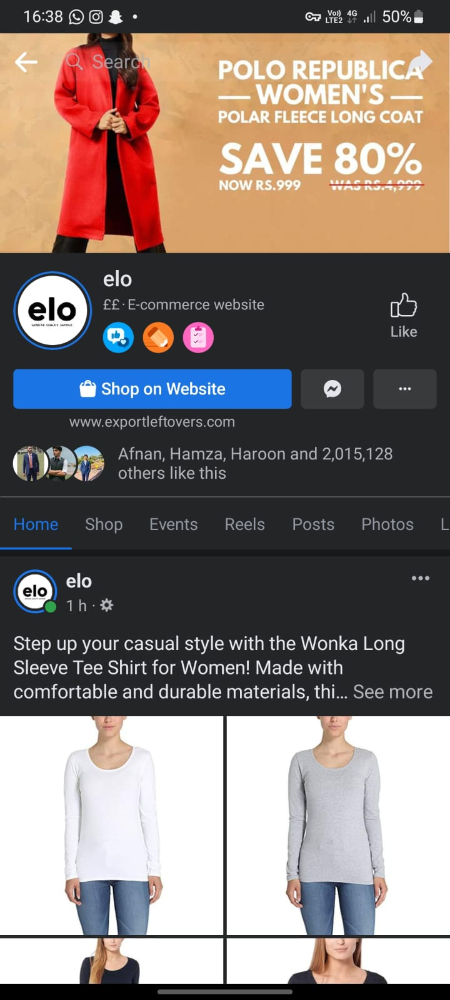 16:38
Vo)) LTE2 4G 50%
Search
POLO REPUBLICA
WOMEN'S
POLAR FLEECE LONG COAT
SAVE 80%
NOW RS.999 WAS RS.4,999
elo
elo
££ · E-commerce website
Like
Shop on Website
www.exportleftovers.com
Afnan, Hamza, Haroon and 2,015,128
others like this
Home Shop Events Reels Posts Photos L
elo
elo
1 h ·
Step up your casual style with the Wonka Long
Sleeve Tee Shirt for Women! Made with
comfortable and durable materials, thi... See more